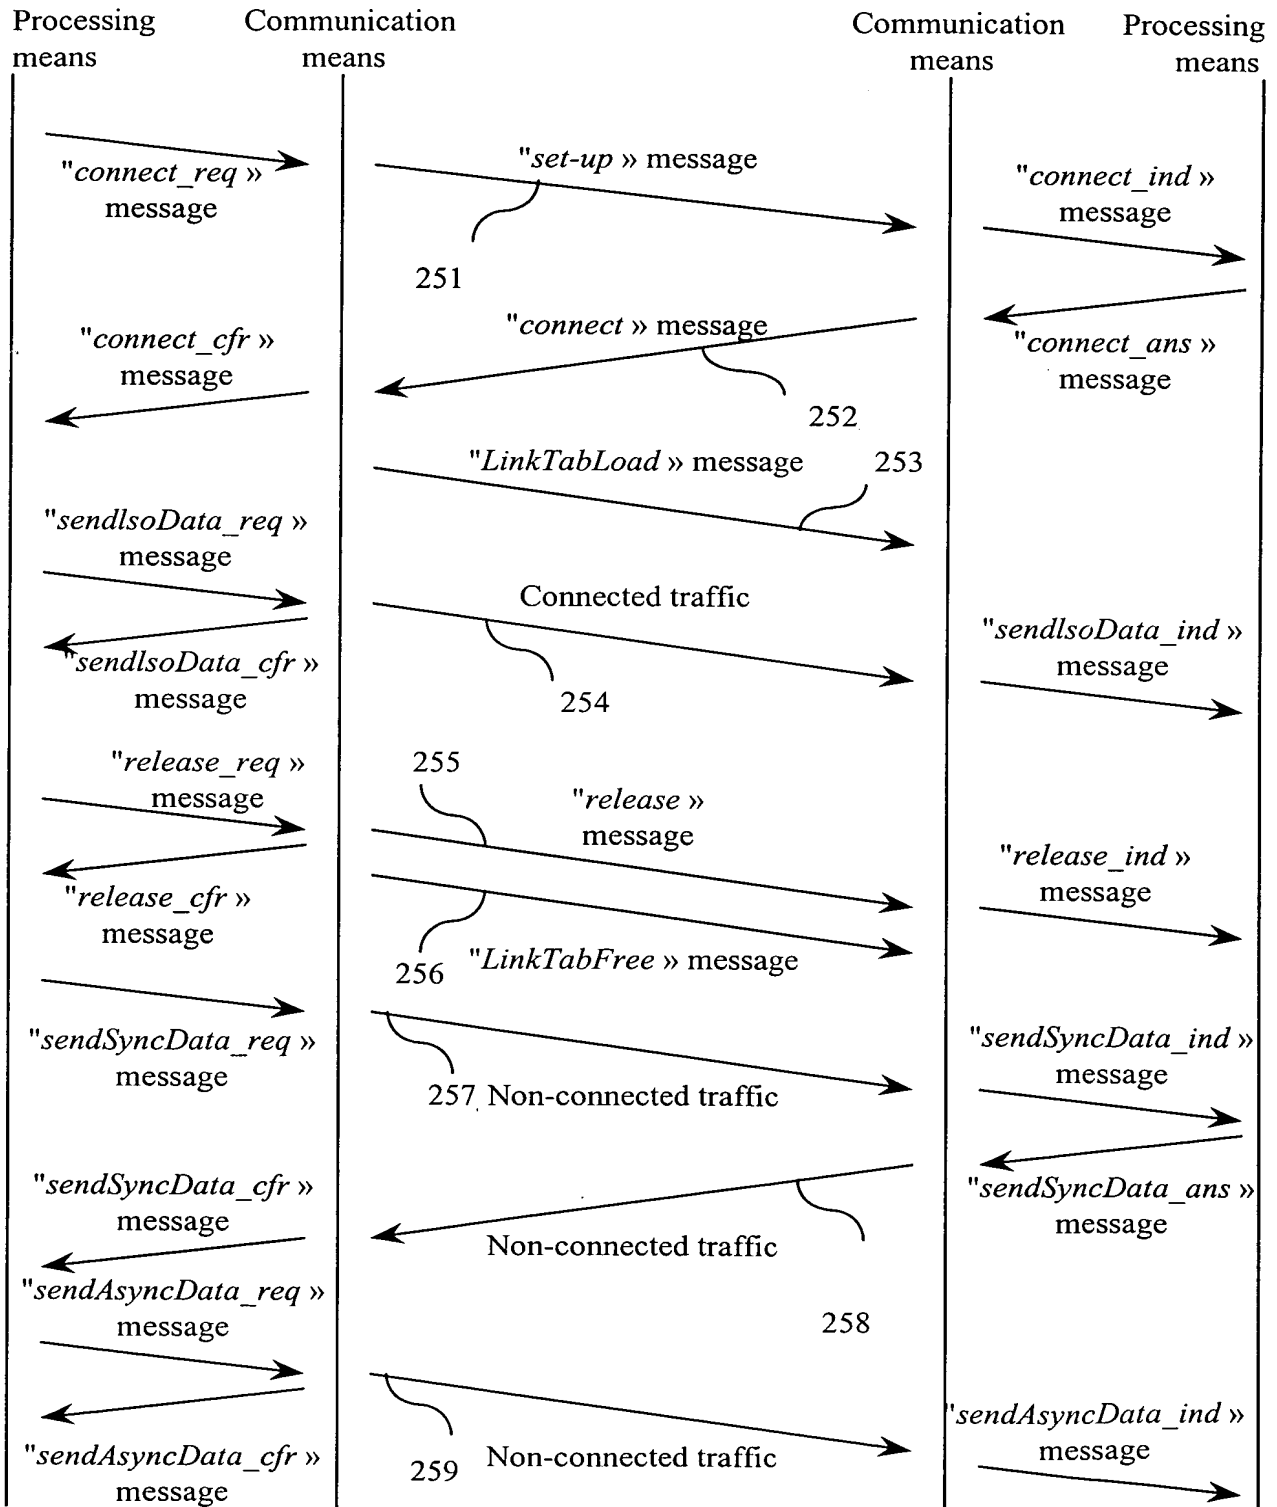 Processing
means
Communication
means
Communication
means
Processing
means
"connect_req »
message
"set-up » message
"connect_ind »
message
251
"connect_cfr »
message
"connect » message
"connect_ans »
message
252
"LinkTabLoad » message
253
"sendlsoData_req »
message
Connected traffic
"sendlsoData_ind »
message
"sendlsoData_cfr »
message
254
"release_req »
message
255
"release »
message
"release_ind »
message
"release_cfr »
message
256
"LinkTabFree » message
"sendSyncData_req »
message
"sendSyncData_ind »
message
257
Non-connected traffic
"sendSyncData_cfr »
message
"sendSyncData_ans »
message
Non-connected traffic
258
"sendAsyncData_req »
message
"sendAsyncData_ind »
message
"sendAsyncData_cfr »
message
259
Non-connected traffic